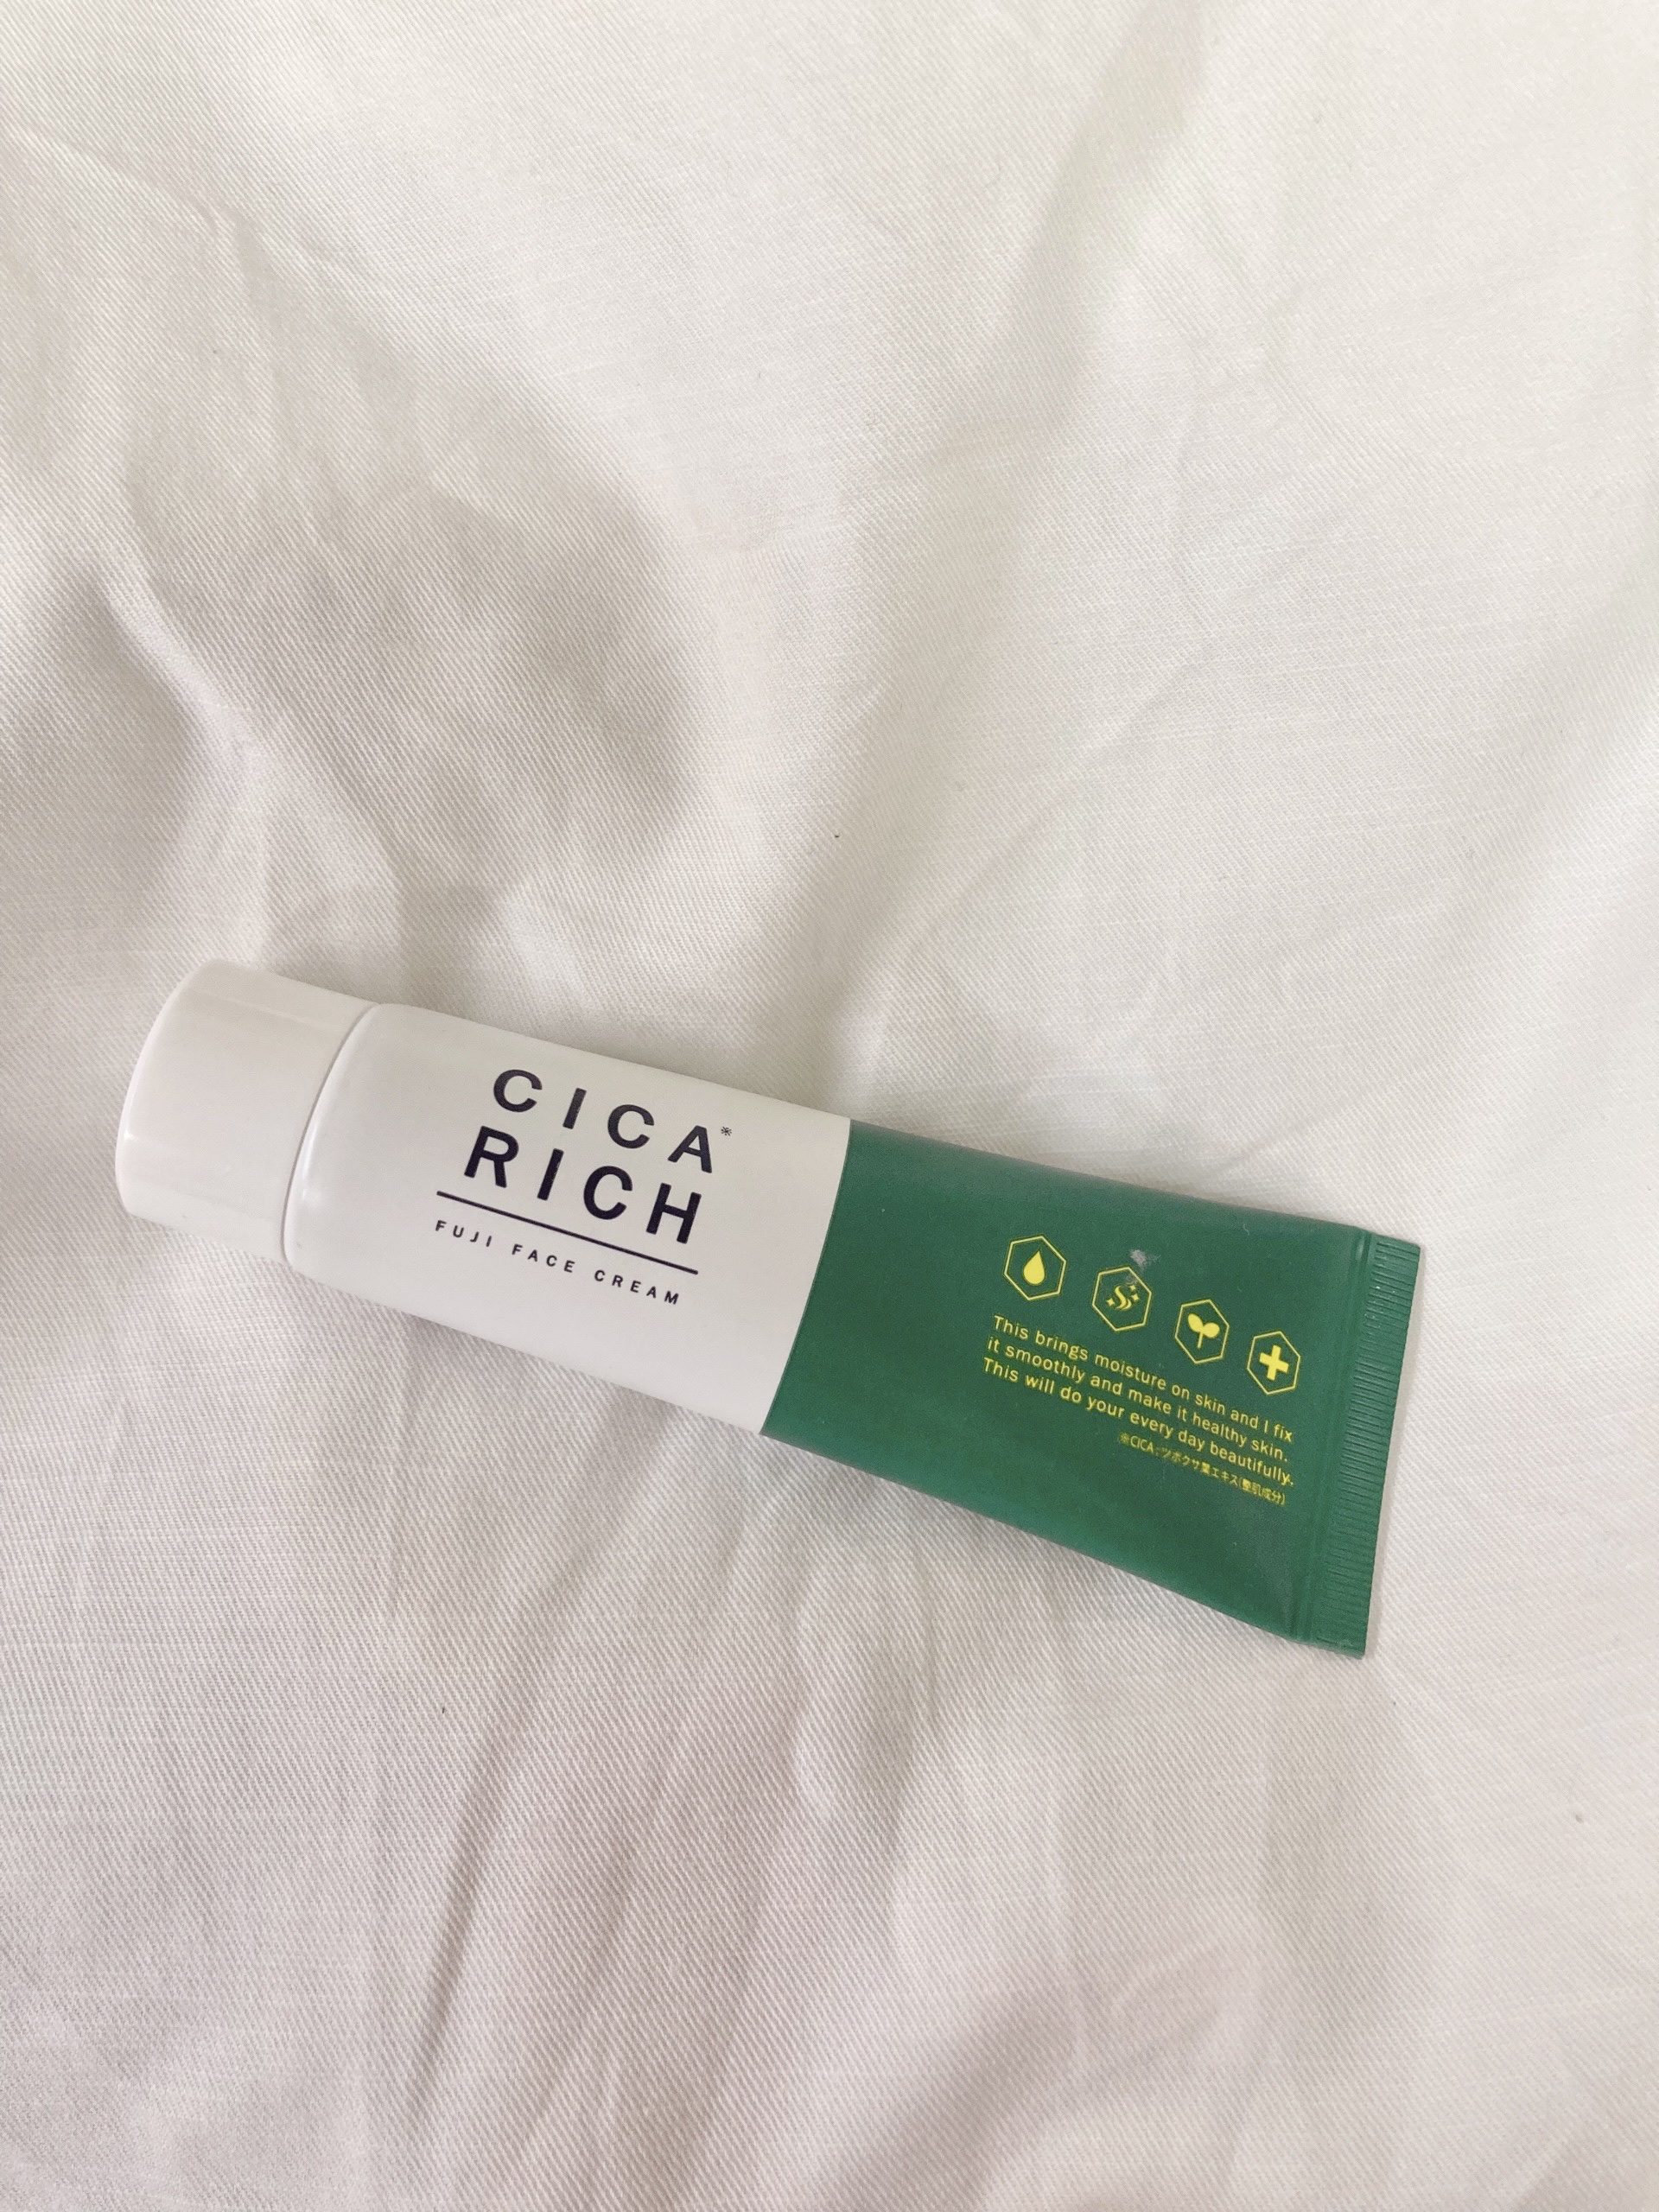 CICA※
RICH
FUJI FACE CREAM
This brings moisture on skin and I fix
it smoothly and make it healthy skin.
This will do your every day beautifully.
※CICA:ツボクサ葉エキス(整肌成分)